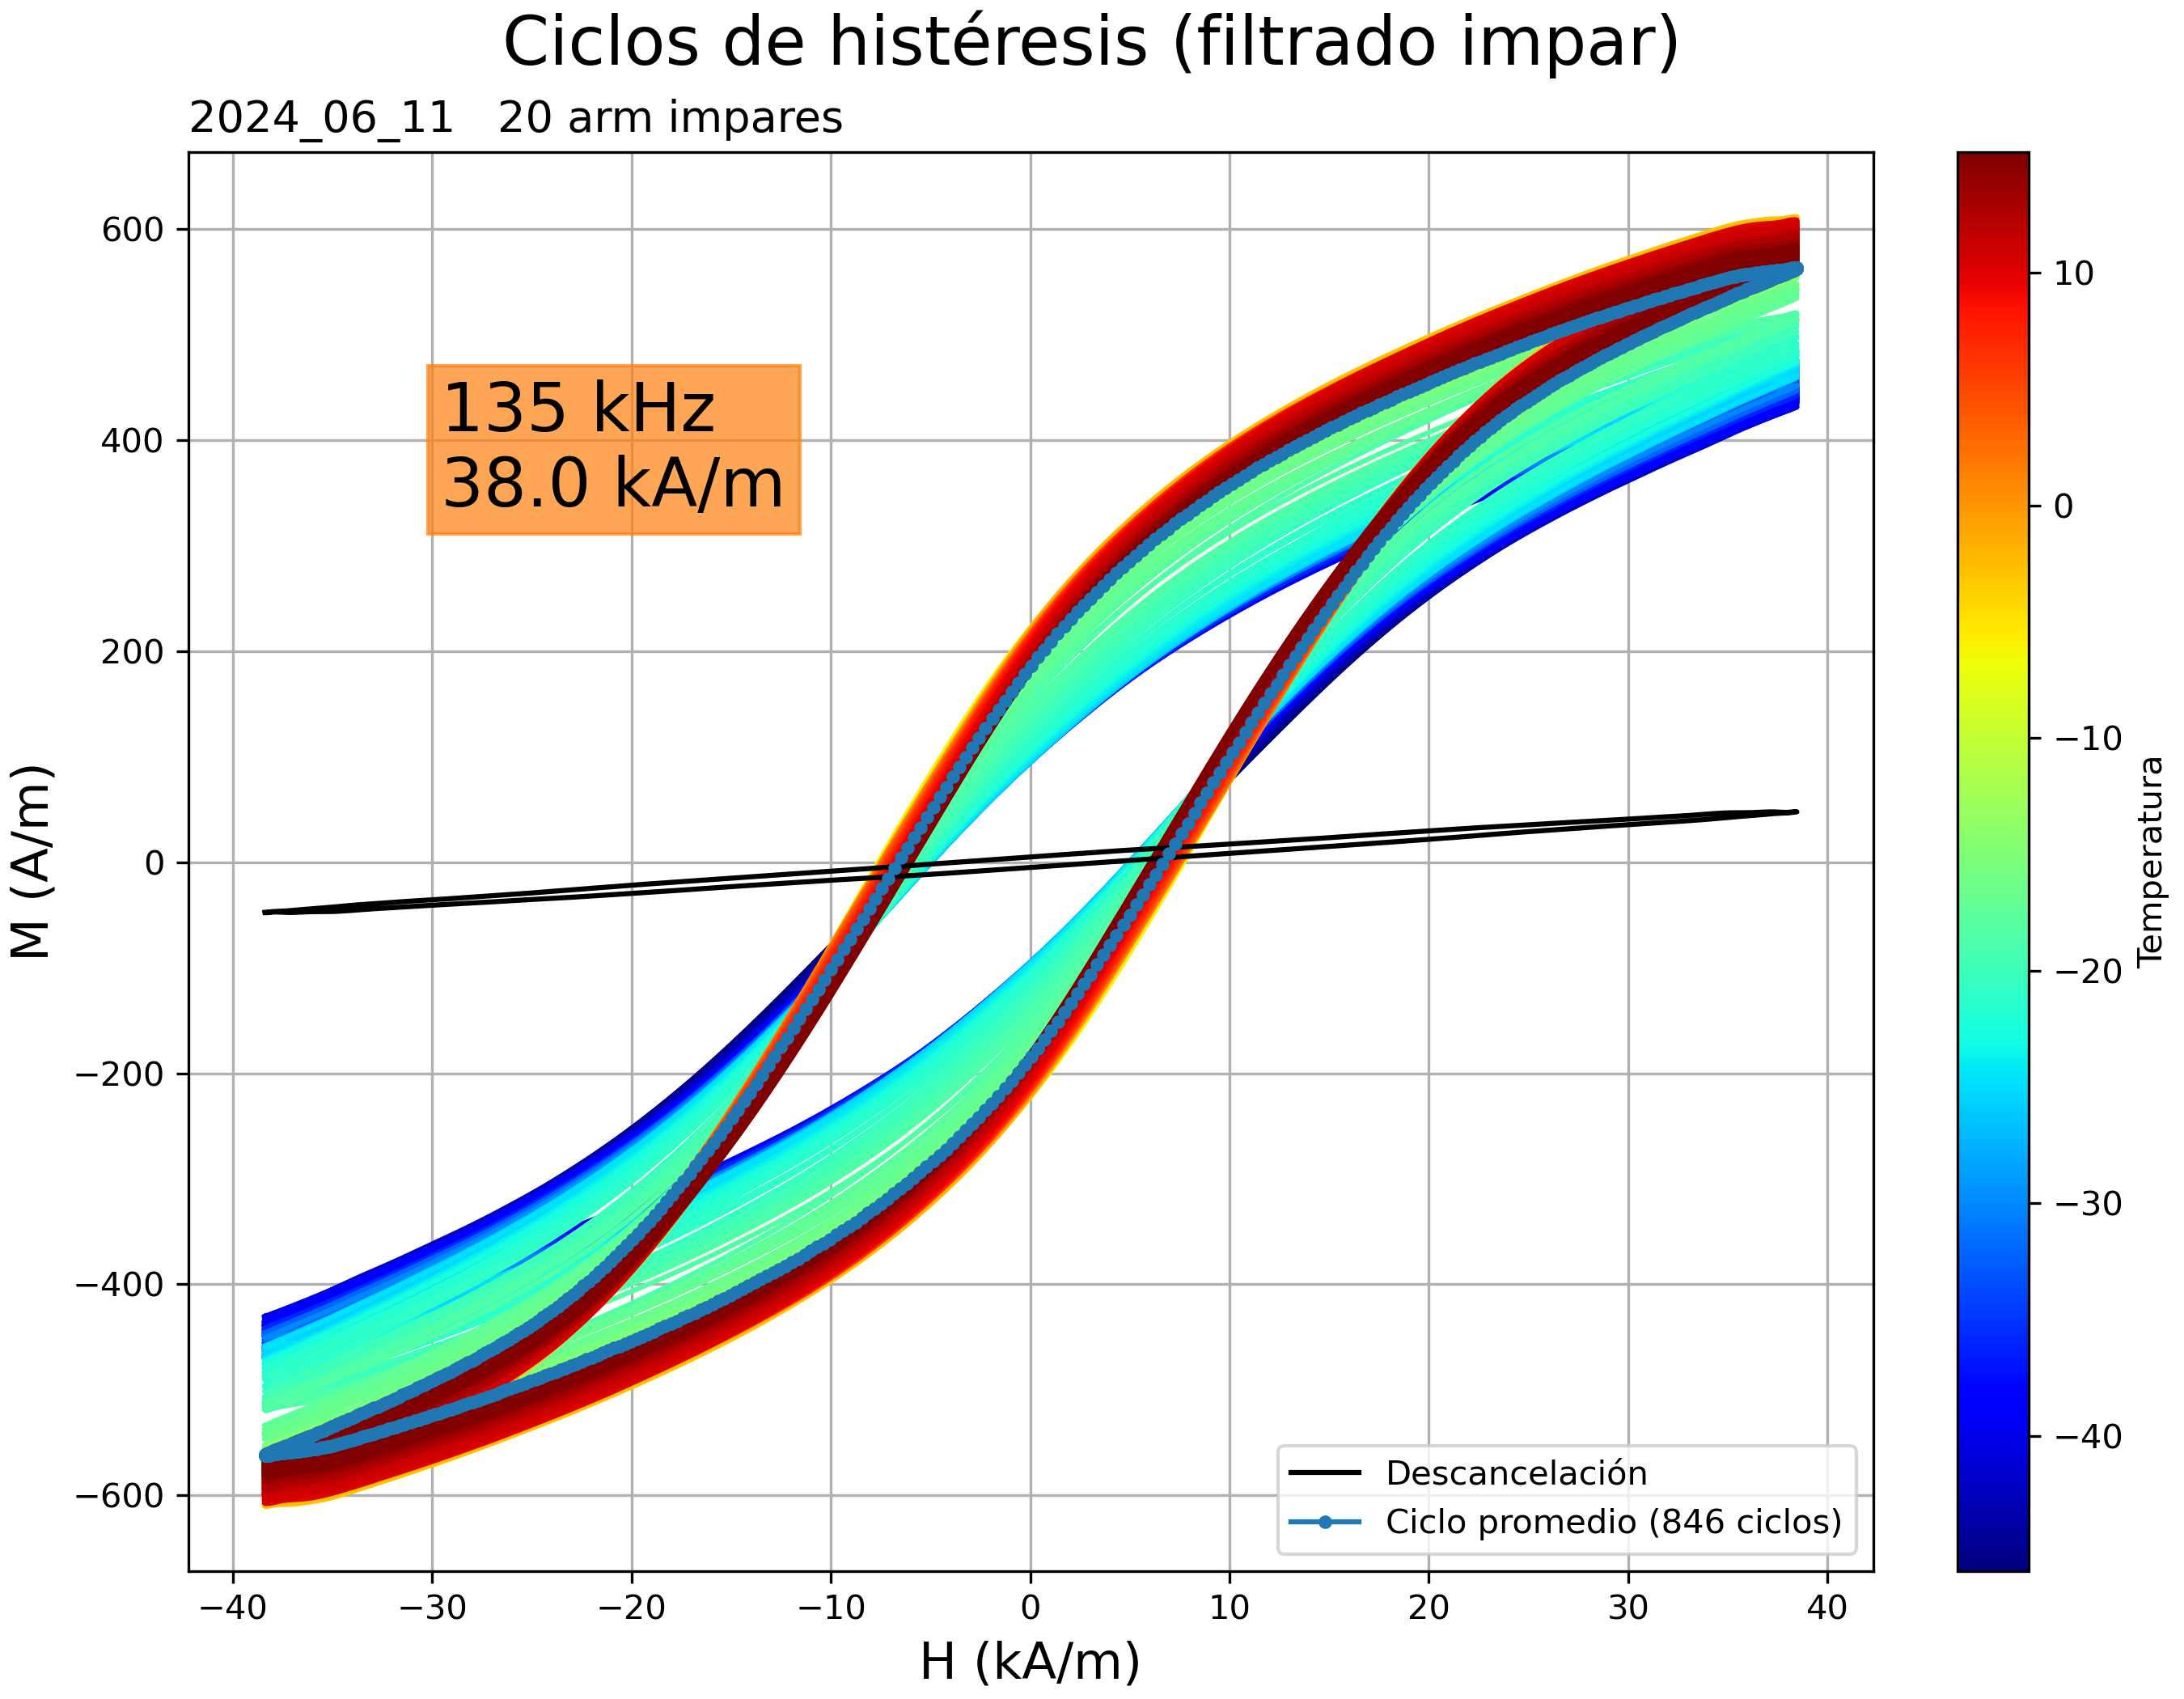 Ciclos de histéresis (filtrado impar)
2024_06_11   20 arm impares
600
400
200
0
−200
−400
−600
M (A/m)
135 kHz
38.0 kA/m
Descancelación
Ciclo promedio (846 ciclos)
−40
−30
−20
−10
0
10
20
30
40
H (kA/m)
10
0
−10
−20
−30
−40
Temperatura